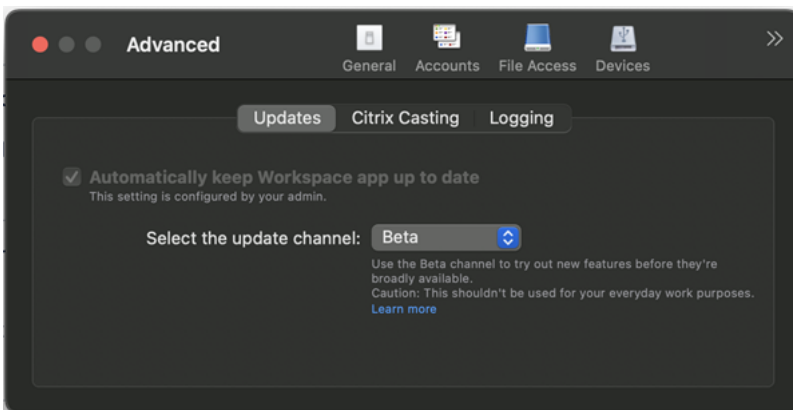 Advanced
General
Accounts
File Access
Devices
Updates
Citrix Casting
Logging
Automatically keep Workspace app up to date
This setting is configured by your admin.
Select the update channel: Beta
Use the Beta channel to try out new features before they're
broadly available.
Caution: This shouldn't be used for your everyday work purposes.
Learn more